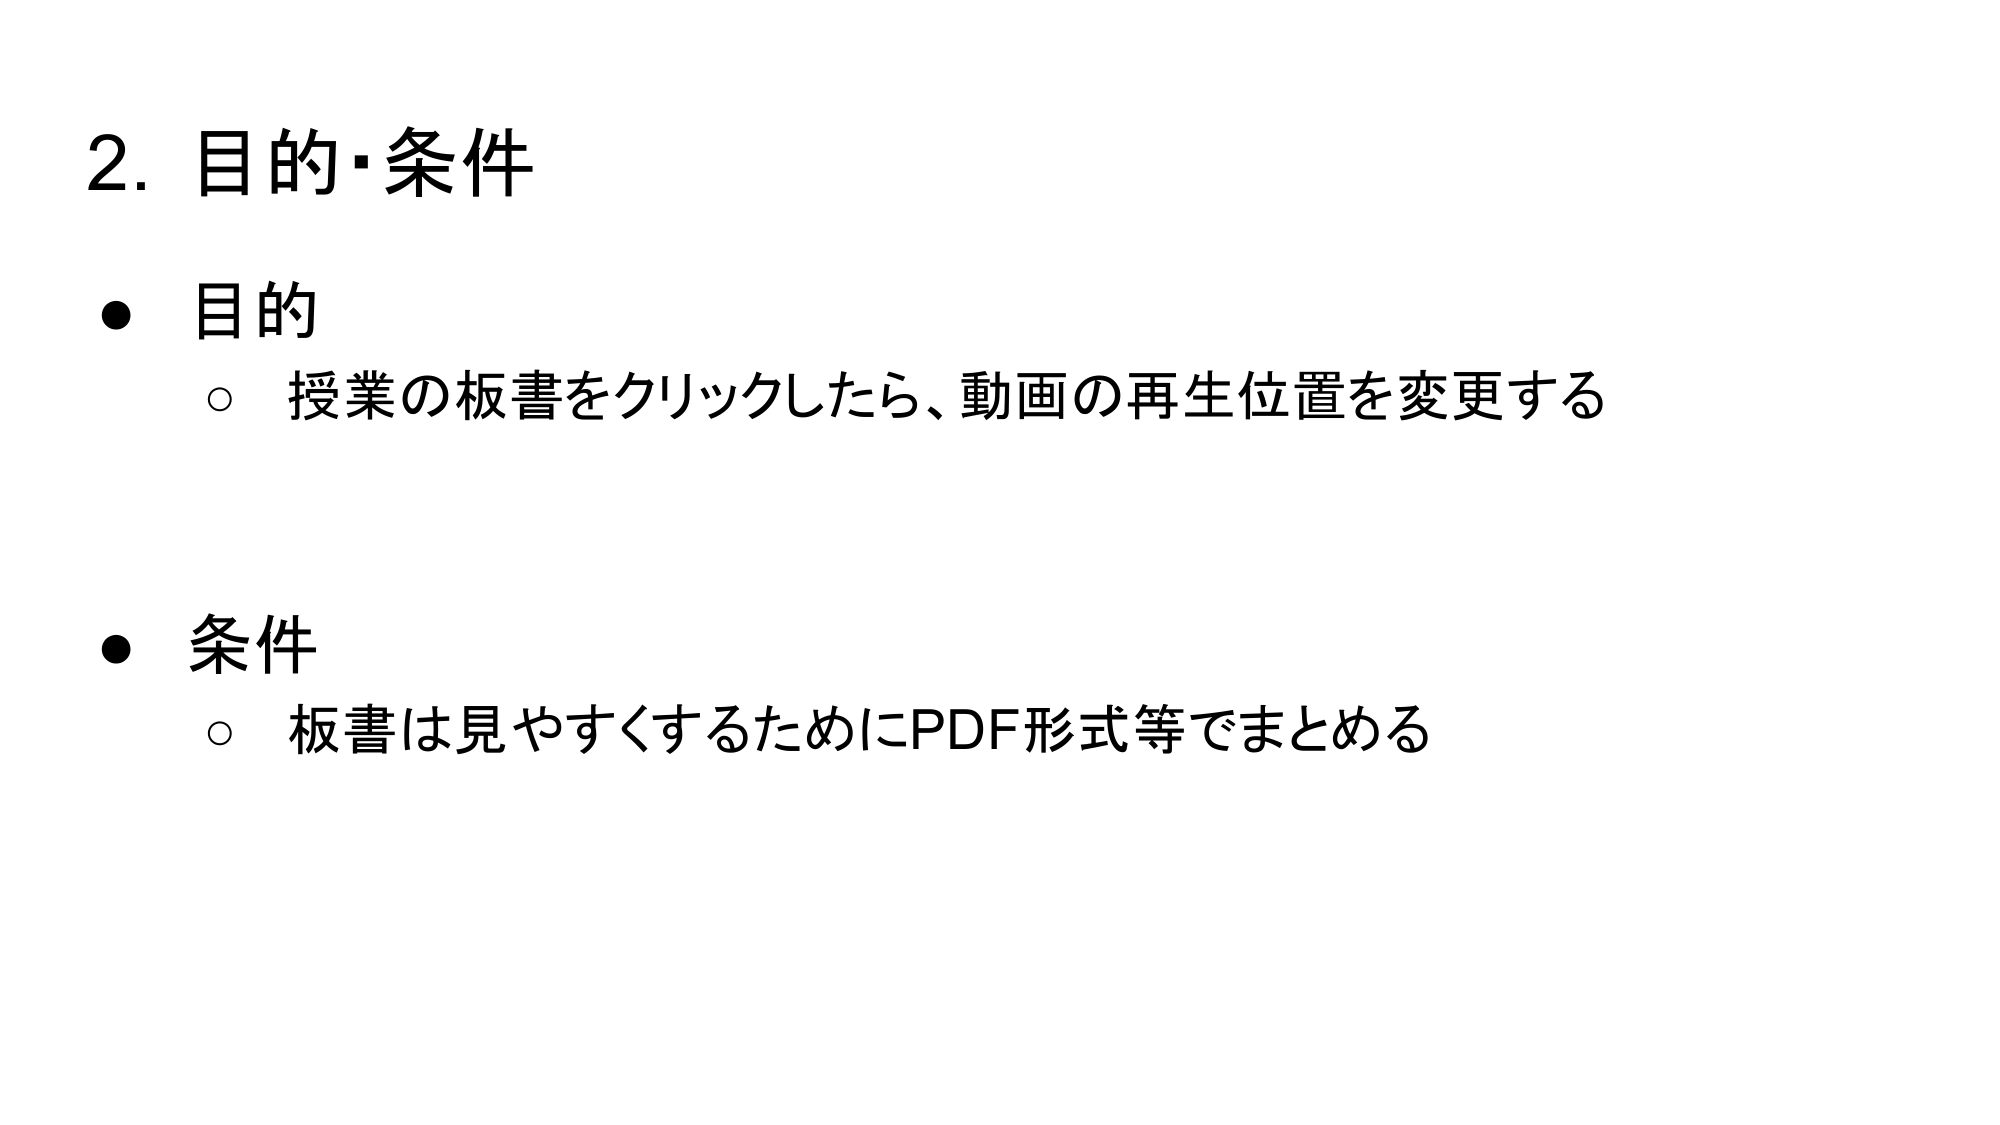 2. 目的・条件
● 目的
○ 授業の板書をクリックしたら、動画の再生位置を変更する
● 条件
○ 板書は見やすくするためにPDF形式等でまとめる